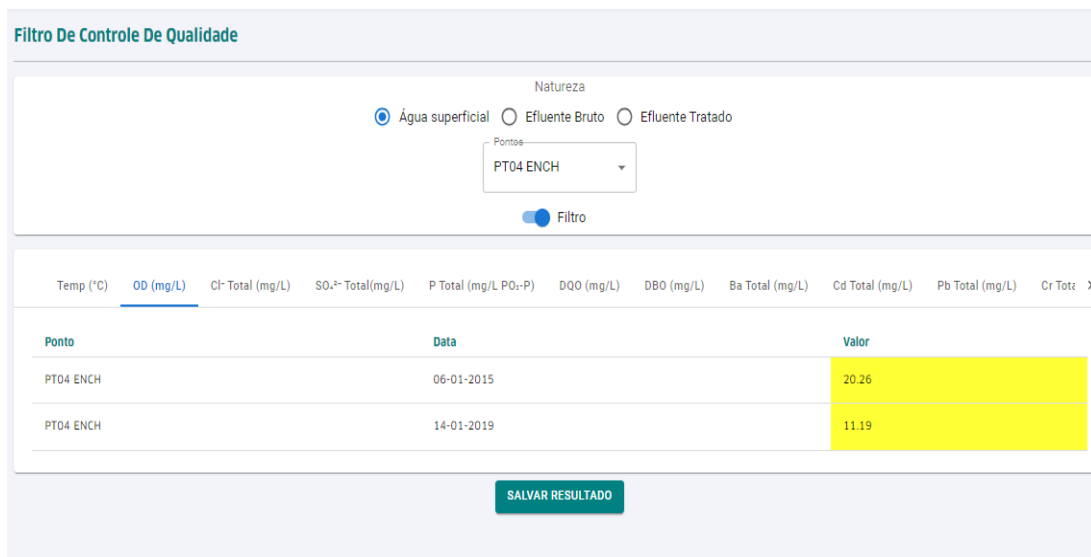 Filtro De Controle De Qualidade
Natureza
Água superficial Efluente Bruto Efluente Tratado
Pontos
PT04 ENCH
Filtro
Temp (°C) OD (mg/L) Cl⁻ Total (mg/L) SO₄²⁻ Total(mg/L) P Total (mg/L PO₂-P) DQO (mg/L) DBO (mg/L) Ba Total (mg/L) Cd Total (mg/L) Pb Total (mg/L) Cr Tota
Ponto Data Valor
PT04 ENCH 06-01-2015 20.26
PT04 ENCH 14-01-2019 11.19
SALVAR RESULTADO